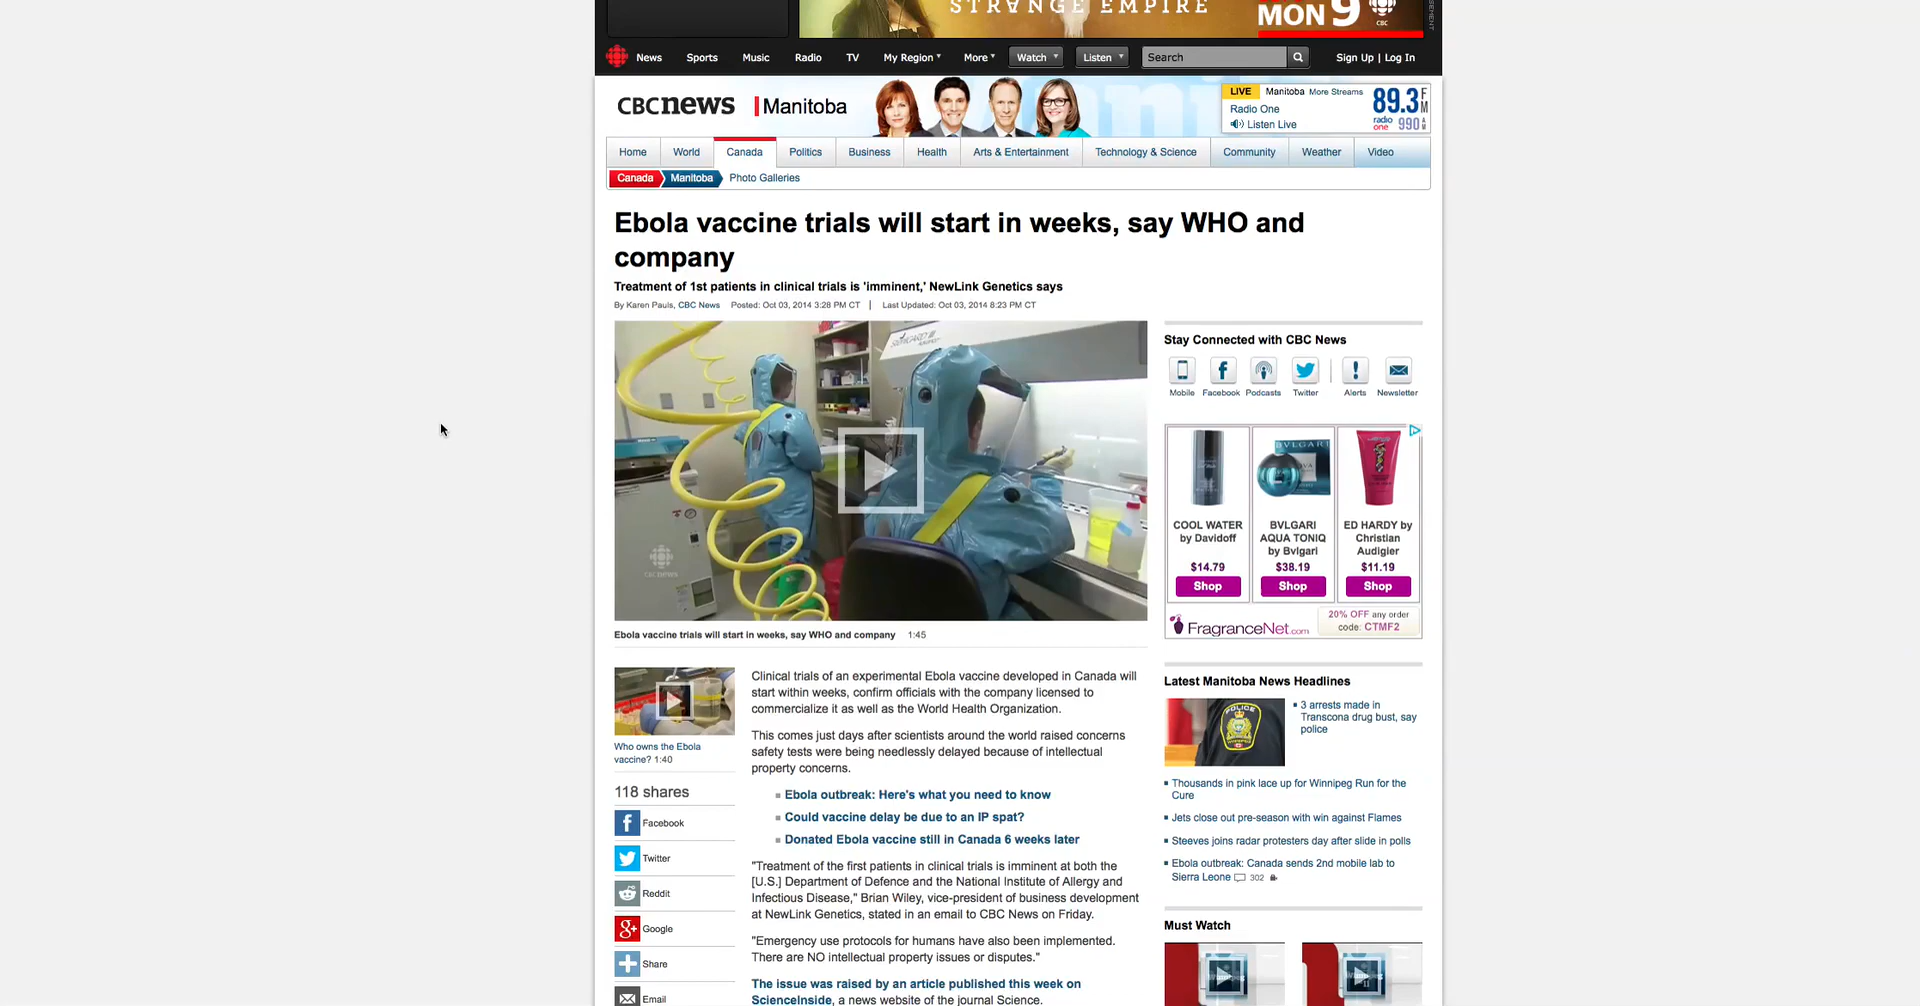 STRANGE EMPIRE
MON 9
CBC
News Sports Music Radio TV My Region More Watch Listen Search Sign Up | Log In
CBCnews | Manitoba
LIVE Manitoba More Streams
Radio One
Listen Live
89.3 FM
radio one 990
Home World Canada Politics Business Health Arts & Entertainment Technology & Science Community Weather Video
Canada Manitoba Photo Galleries
Ebola vaccine trials will start in weeks, say WHO and
company
Treatment of 1st patients in clinical trials is 'imminent,' NewLink Genetics says
By Karen Pauls, CBC News Posted: Oct 03, 2014 3:28 PM CT | Last Updated: Oct 03, 2014 8:23 PM CT
cbcnews
Ebola vaccine trials will start in weeks, say WHO and company 1:45
Who owns the Ebola
vaccine? 1:40
118 shares
Facebook
Twitter
Reddit
Google
Share
Email
Clinical trials of an experimental Ebola vaccine developed in Canada will
start within weeks, confirm officials with the company licensed to
commercialize it as well as the World Health Organization.
This comes just days after scientists around the world raised concerns
safety tests were being needlessly delayed because of intellectual
property concerns.
Ebola outbreak: Here's what you need to know
Could vaccine delay be due to an IP spat?
Donated Ebola vaccine still in Canada 6 weeks later
"Treatment of the first patients in clinical trials is imminent at both the
[U.S.] Department of Defence and the National Institute of Allergy and
Infectious Disease," Brian Wiley, vice-president of business development
at NewLink Genetics, stated in an email to CBC News on Friday.
"Emergency use protocols for humans have also been implemented.
There are NO intellectual property issues or disputes."
The issue was raised by an article published this week on
ScienceInside, a news website of the journal Science.
Stay Connected with CBC News
Mobile Facebook Podcasts Twitter Alerts Newsletter
BVLGARI
COOL WATER
by Davidoff
$14.79
Shop
BVLGARI
AQUA TONIQ
by Bvlgari
$38.19
Shop
ED HARDY by
Christian
Audigier
$11.19
Shop
FragranceNet.com
20% OFF any order
code: CTMF2
Latest Manitoba News Headlines
POLICE
3 arrests made in
Transcona drug bust, say
police
Thousands in pink lace up for Winnipeg Run for the
Cure
Jets close out pre-season with win against Flames
Steeves joins radar protesters day after slide in polls
Ebola outbreak: Canada sends 2nd mobile lab to
Sierra Leone 302
Must Watch